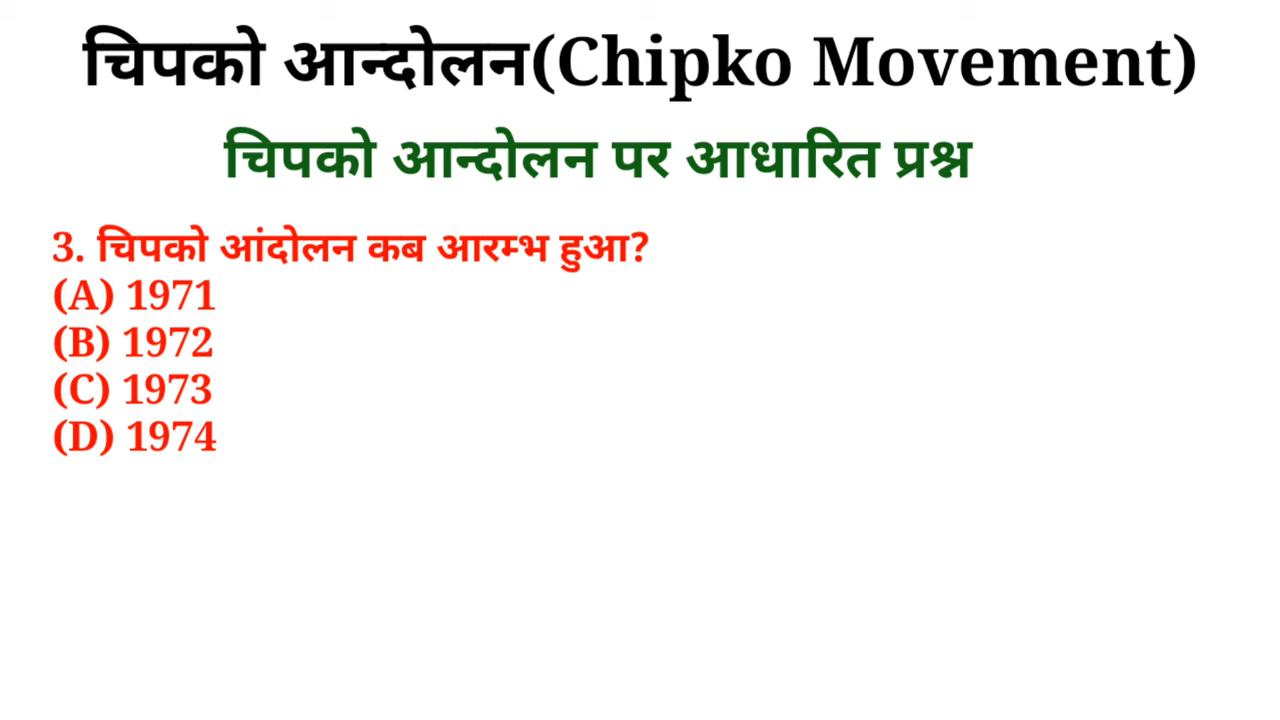 चिपको आन्दोलन(Chipko Movement)
चिपको आन्दोलन पर आधारित प्रश्न
3. चिपको आंदोलन कब आरम्भ हुआ?
(A) 1971
(B) 1972
(C) 1973
(D) 1974